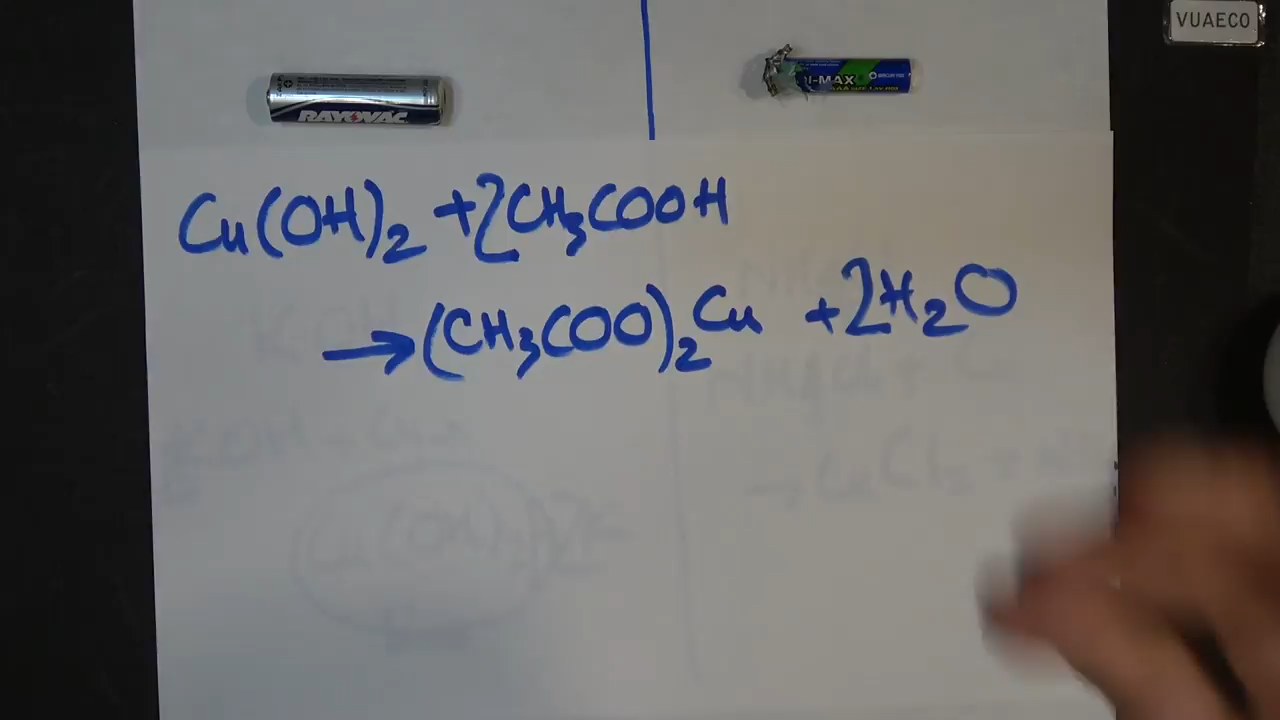 VUAECO
RAYOVAC
I-MAX
Cu(OH)₂ + 2CH₃COOH
→ (CH₃COO)₂Cu + 2H₂O